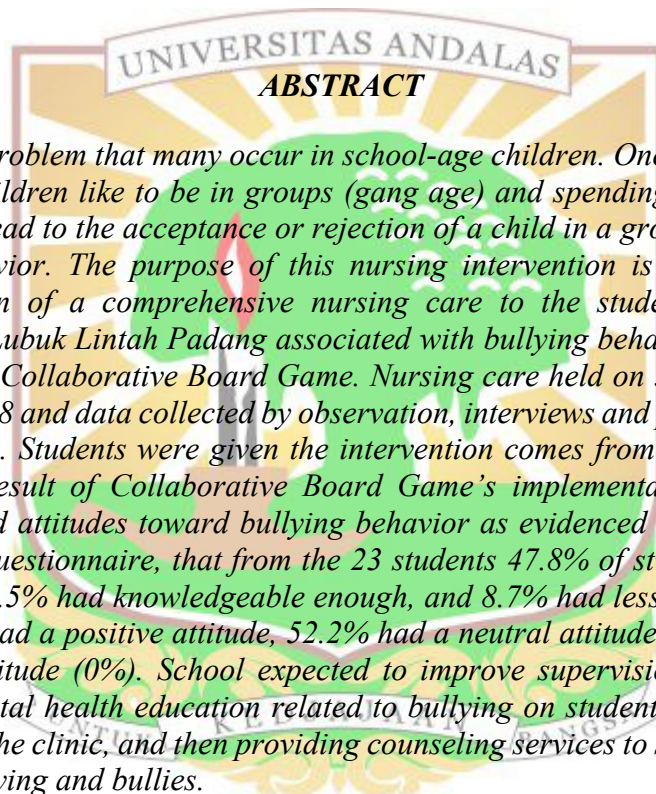 UNIVERSITAS ANDALAS
ABSTRACT
roblem that many occur in school-age children. One
ildren like to be in groups (gang age) and spending
ead to the acceptance or rejection of a child in a gro
vior. The purpose of this nursing intervention is
n of a comprehensive nursing care to the stude
Lubuk Lintah Padang associated with bullying beha
Collaborative Board Game. Nursing care held on
8 and data collected by observation, interviews and
. Students were given the intervention comes from
esult of Collaborative Board Game's implementa
d attitudes toward bullying behavior as evidenced
uestionnaire, that from the 23 students 47.8% of st
.5% had knowledgeable enough, and 8.7% had less
ad a positive attitude, 52.2% had a neutral attitude
itude (0%). School expected to improve supervisi
tal health education related to bullying on student
he clinic, and then providing counseling services to
ying and bullies.
UNTUK KEDJAJAAN BANGSA